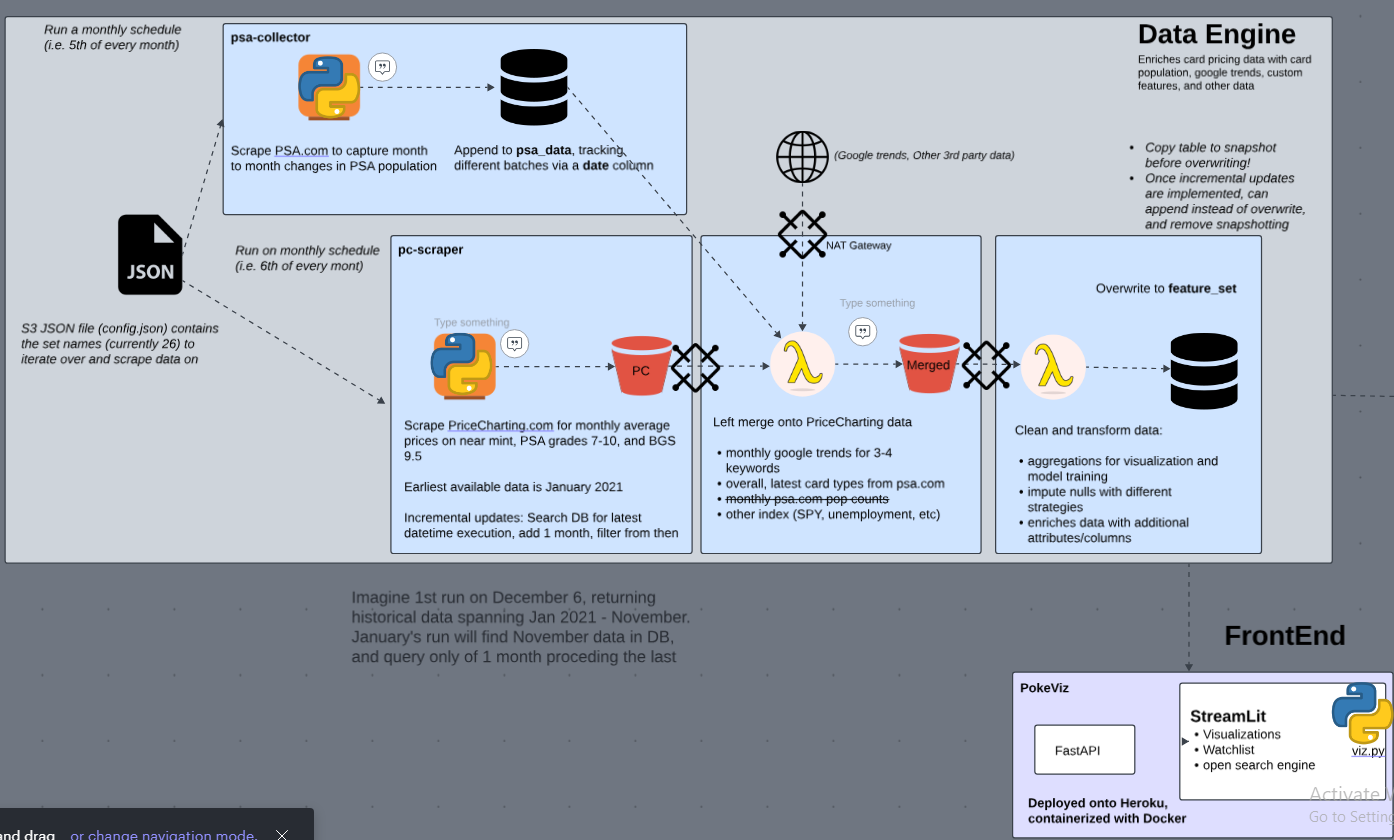 Run a monthly schedule
(i.e. 5th of every month)
psa-collector
Scrape PSA.com to capture month
to month changes in PSA population
Append to psa_data, tracking
different batches via a date column
Data Engine
Enriches card pricing data with card
population, google trends, custom
features, and other data
(Google trends, Other 3rd party data)
• Copy table to snapshot
before overwriting!
• Once incremental updates
are implemented, can
append instead of overwrite,
and remove snapshotting
JSON
S3 JSON file (config.json) contains
the set names (currently 26) to
iterate over and scrape data on
Run on monthly schedule
(i.e. 6th of every mont)
pc-scraper
Type something
PC
Scrape PriceCharting.com for monthly average
prices on near mint, PSA grades 7-10, and BGS
9.5
Earliest available data is January 2021
Incremental updates: Search DB for latest
datetime execution, add 1 month, filter from then
NAT Gateway
Type something
Merged
Left merge onto PriceCharting data
• monthly google trends for 3-4
keywords
• overall, latest card types from psa.com
• monthly psa.com pop counts
• other index (SPY, unemployment, etc)
Overwrite to feature_set
Clean and transform data:
• aggregations for visualization and
model training
• impute nulls with different
strategies
• enriches data with additional
attributes/columns
Imagine 1st run on December 6, returning
historical data spanning Jan 2021 - November.
January's run will find November data in DB,
and query only of 1 month proceding the last
FrontEnd
PokeViz
FastAPI
StreamLit
• Visualizations
• Watchlist
• open search engine
viz.py
Deployed onto Heroku,
containerized with Docker
Activate
Go to Setting
and drag or change navigation mode.